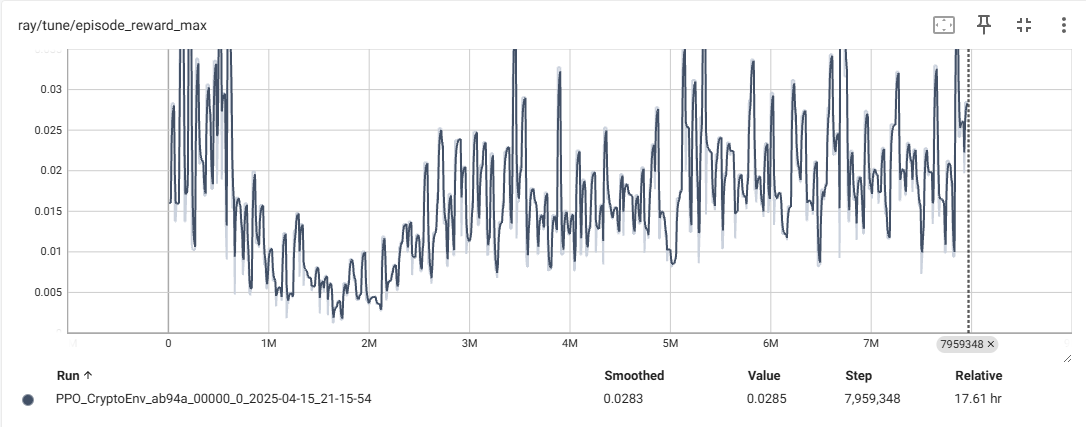 ray/tune/episode_reward_max
0.03
0.025
0.02
0.015
0.01
0.005
0 1M 2M 3M 4M 5M 6M 7M 7959348 ×
Run ↑ Smoothed Value Step Relative
PPO_CryptoEnv_ab94a_00000_0_2025-04-15_21-15-54 0.0283 0.0285 7,959,348 17.61 hr